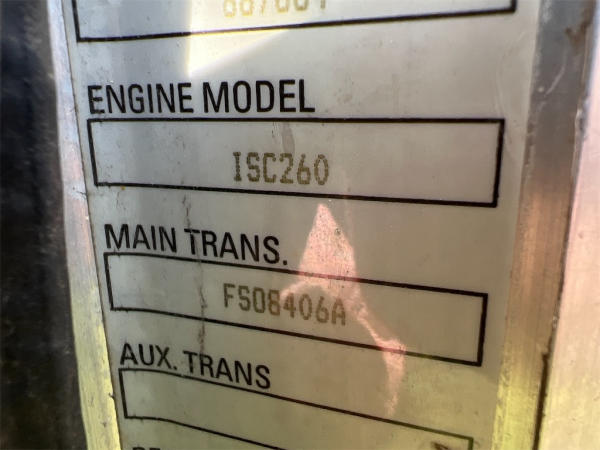 ENGINE MODEL
ISC260
MAIN TRANS.
FS08406A
AUX. TRANS